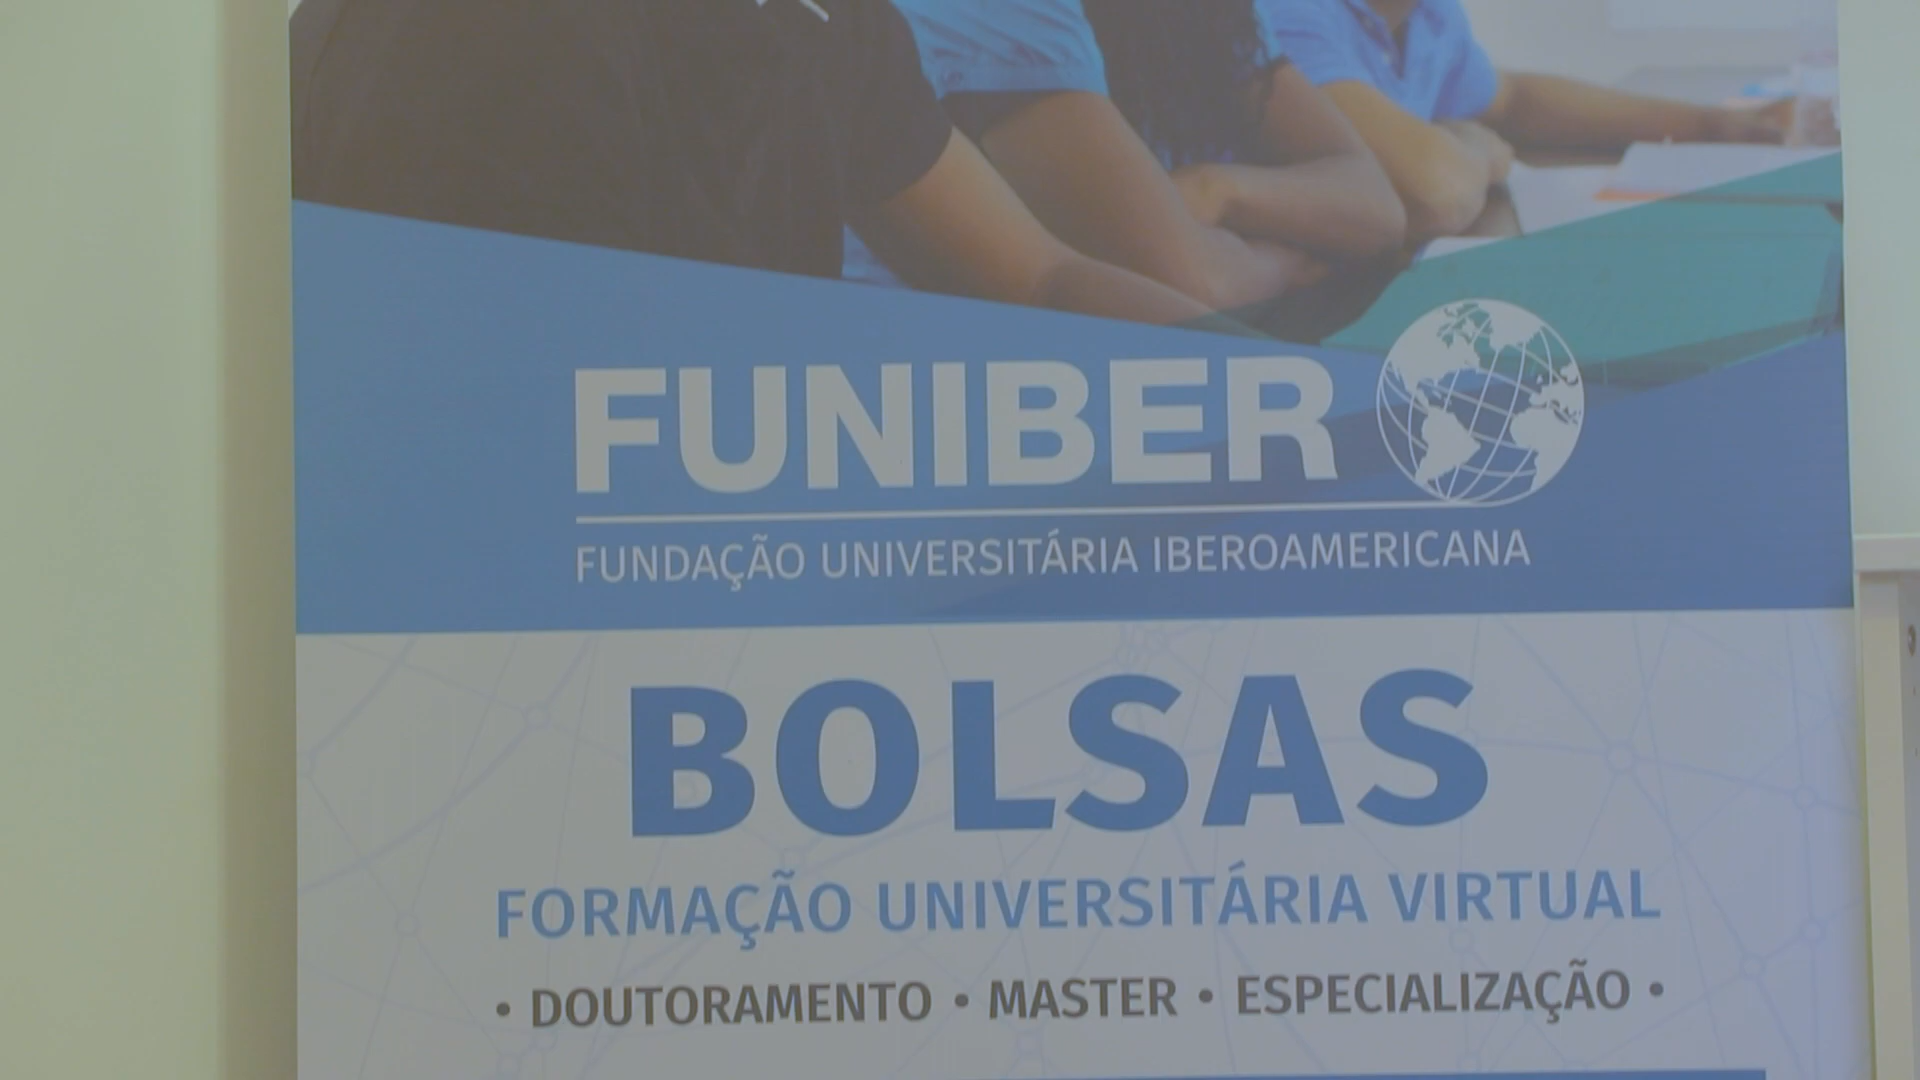 FUNIBER
FUNDAÇÃO UNIVERSITÁRIA IBEROAMERICANA
BOLSAS
FORMAÇÃO UNIVERSITÁRIA VIRTUAL
• DOUTORAMENTO • MASTER • ESPECIALIZAÇÃO •